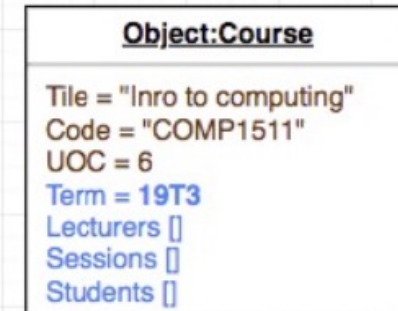 Object:Course
Tile = "Inro to computing"
Code = "COMP1511"
UOC = 6
Term = 19T3
Lecturers []
Sessions []
Students []